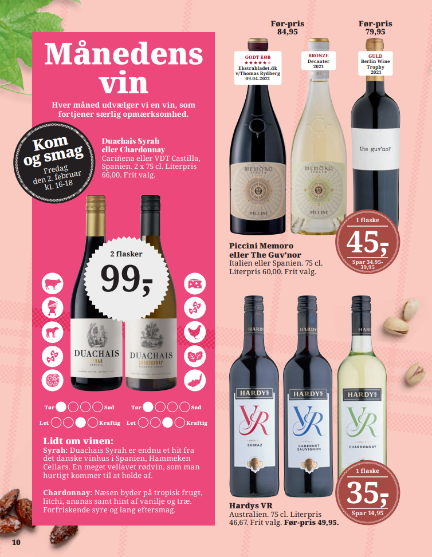 Månedens
vin
Hver måned udvælger vi en vin, som
fortjener særlig opmærksomhed.
Kom
og smag
Fredag
den 2. februar
kl. 16-18
Duachais Syrah
eller Chardonnay
Cariñena eller VDT Castilla,
Spanien. 2 x 75 cl. Literpris
66,00. Frit valg.
2 flasker
99,-
DUACHAIS
DUACHAIS
Tør Sød
Let Kraftig
Tør Sød
Let Kraftig
Lidt om vinen:
Syrah: Duachais Syrah er endnu et hit fra
det danske vinhus i Spanien, Hammeken
Cellars. En meget vellavet rødvin, som man
hurtigt kommer til at holde af.
Chardonnay: Næsen byder på tropisk frugt,
litchi, ananas samt hint af vanilje og træ.
Forfriskende syre og lang eftersmag.
10
Før-pris
84,95
Før-pris
79,95
GODT KØB
Ekstrabladet.dk
v/Thomas Rydberg
09.04.2021
BRONZE
Decanter
2021
GULD
Berlin Wine
Trophy
2021
PICCINI
PICCINI
the guv'nor
1 flaske
45,-
Spar 34,95-
39,95
Piccini Memoro
eller The Guv'nor
Italien eller Spanien. 75 cl.
Literpris 60,00. Frit valg.
HARDYS
VR
SHIRAZ
HARDYS
VR
CABERNET
SAUVIGNON
HARDYS
VR
CHARDONNAY
1 flaske
35,-
Spar 14,95
Hardys VR
Australien. 75 cl. Literpris
46,67. Frit valg. Før-pris 49,95.